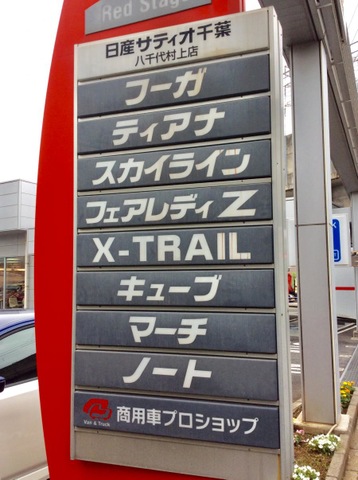 Red Stage
日産サティオ千葉
八千代村上店
フーガ
ティアナ
スカイライン
フェアレディ Z
X-TRAIL
キューブ
マーチ
ノート
Van & Truck
商用車プロショップ